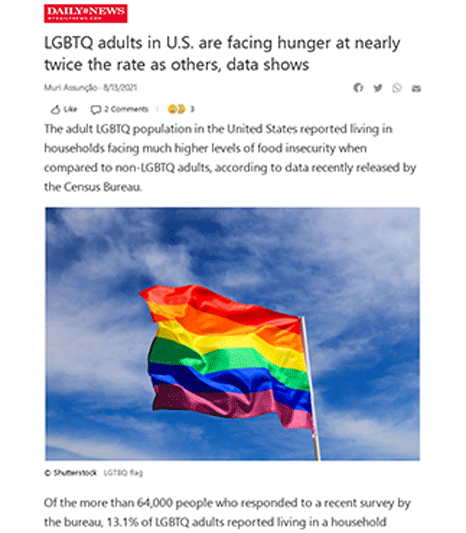 DAILY NEWS
NYDAILYNEWS.COM
LGBTQ adults in U.S. are facing hunger at nearly
twice the rate as others, data shows
Muri Assunção - 8/13/2021
Like 2 Comments | 3
The adult LGBTQ population in the United States reported living in
households facing much higher levels of food insecurity when
compared to non-LGBTQ adults, according to data recently released by
the Census Bureau.
© Shutterstock LGTBQ flag
Of the more than 64,000 people who responded to a recent survey by
the bureau, 13.1% of LGBTQ adults reported living in a household